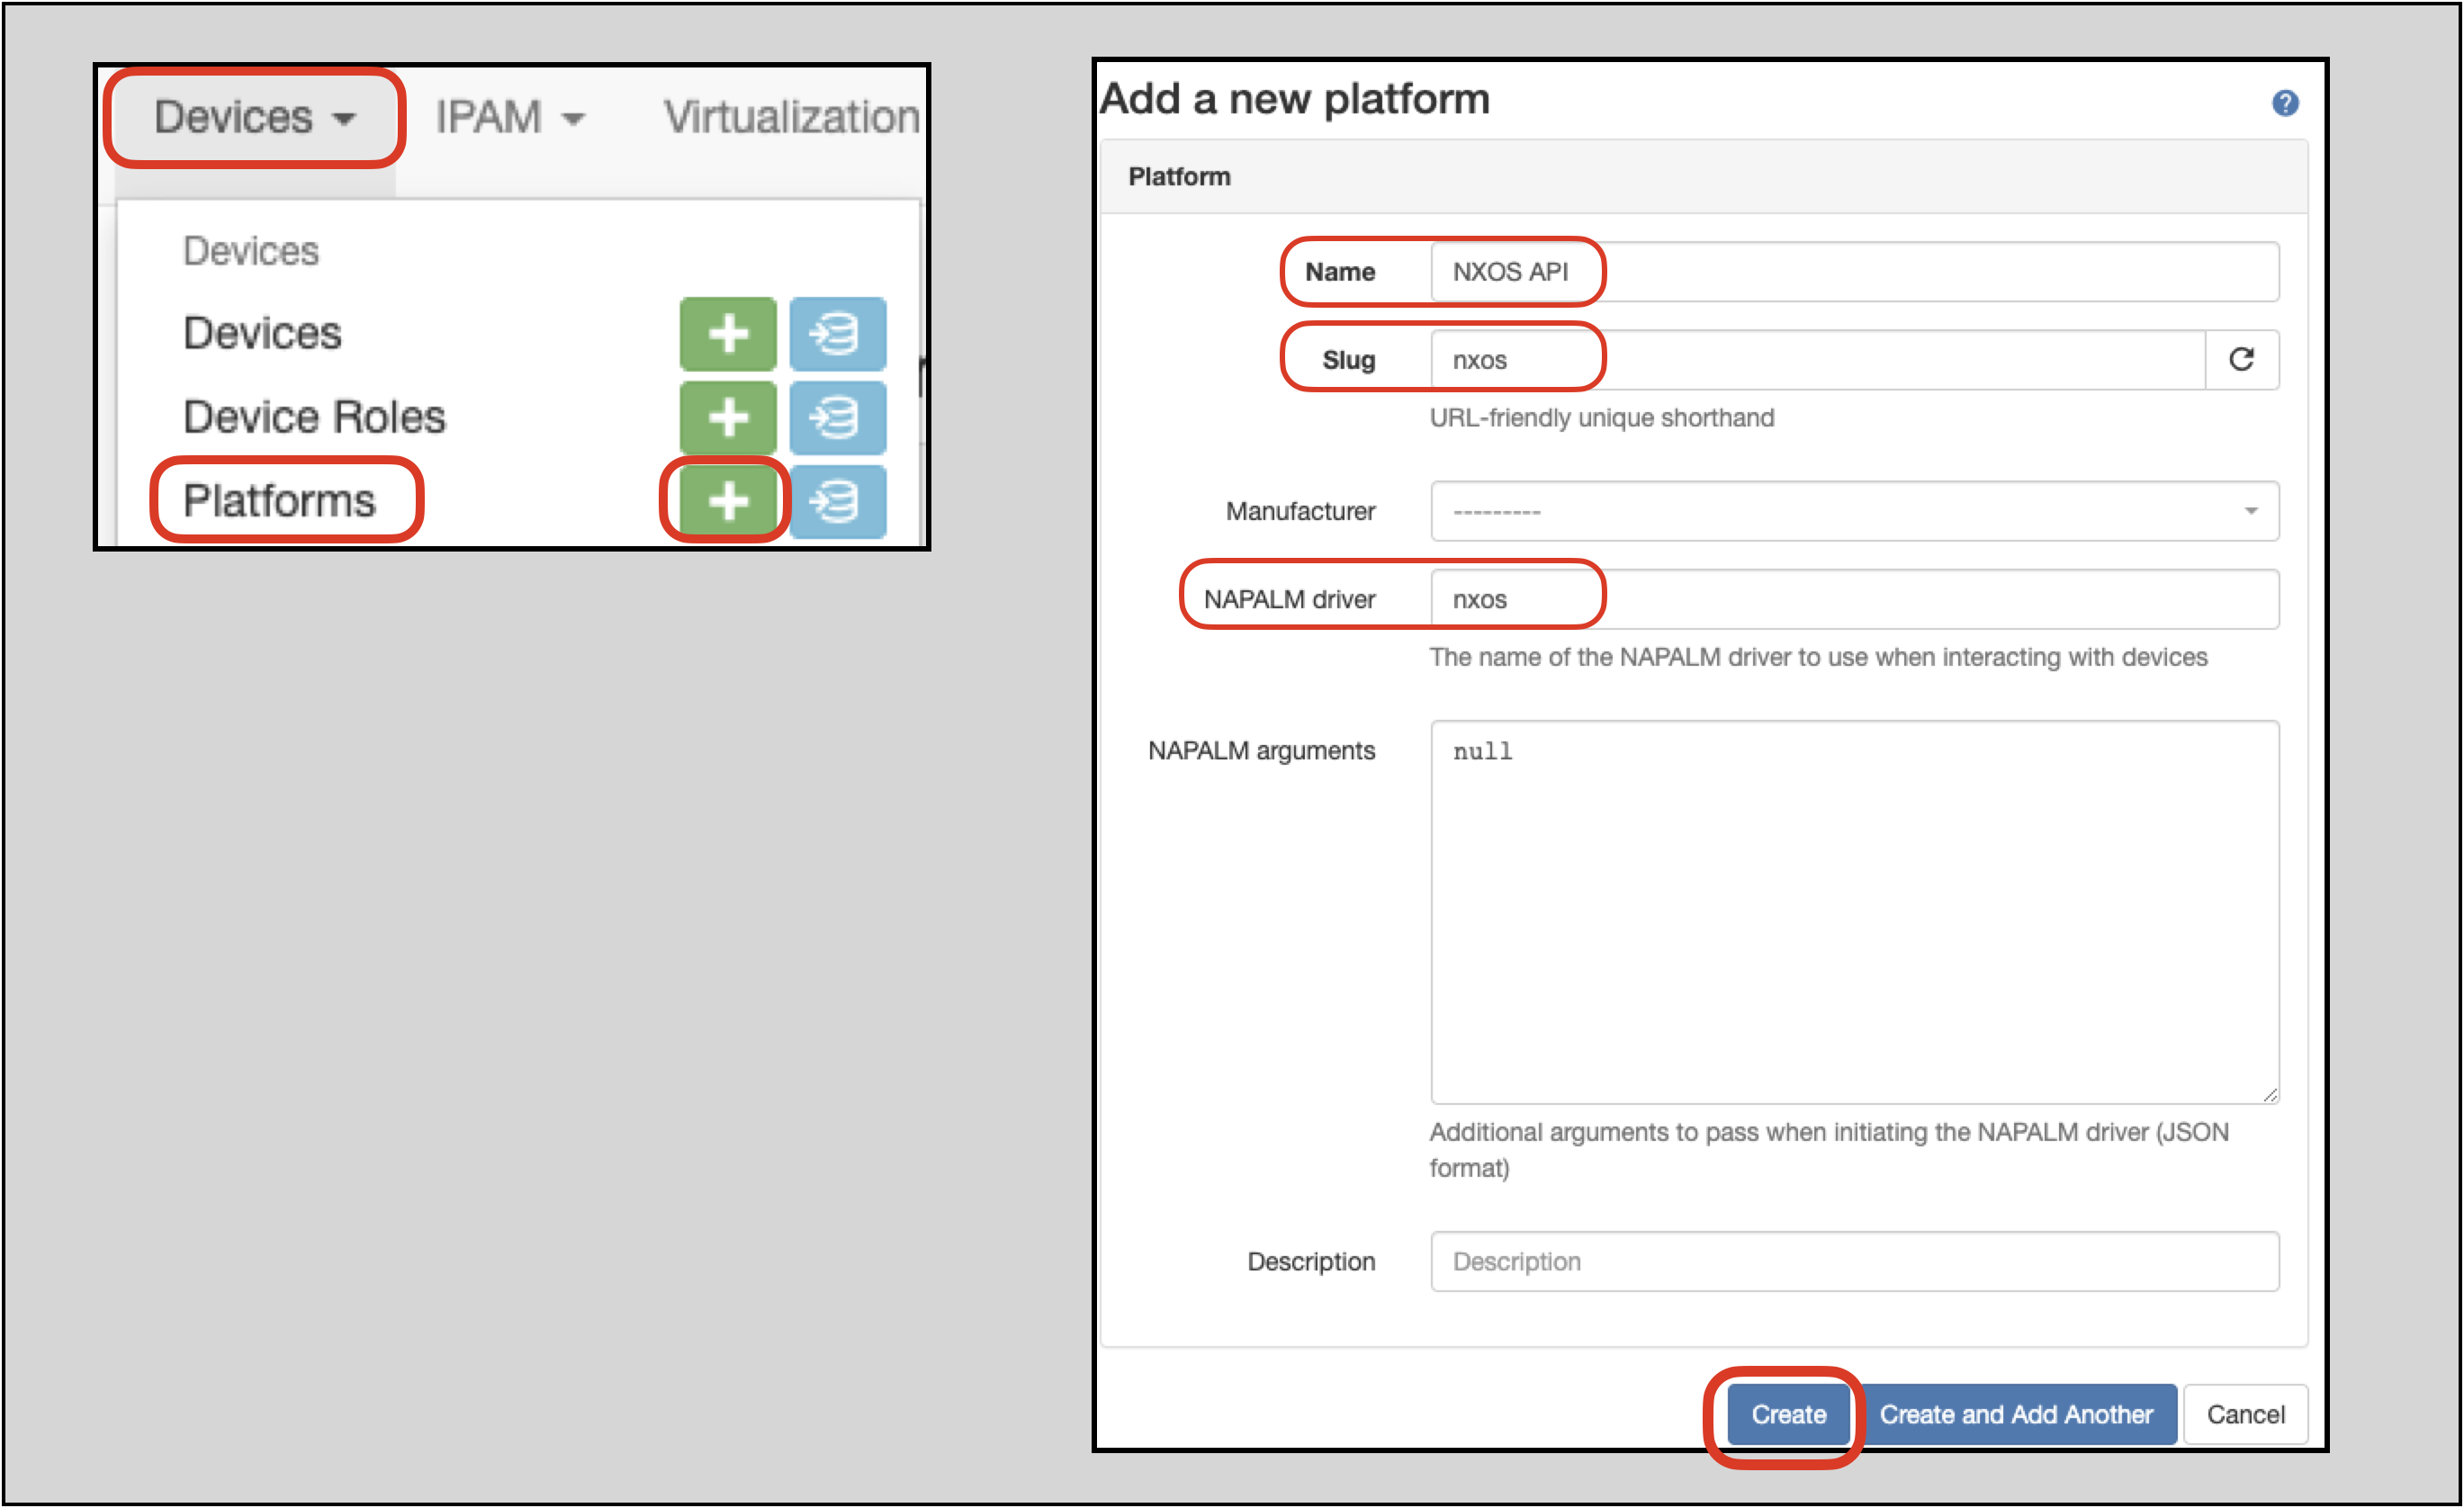 Devices IPAM Virtualization
Devices
Devices
Device Roles
Platforms
Add a new platform
Platform
Name NXOS API
Slug nxos
URL-friendly unique shorthand
Manufacturer ---------
NAPALM driver nxos
The name of the NAPALM driver to use when interacting with devices
NAPALM arguments null
Additional arguments to pass when initiating the NAPALM driver (JSON
format)
Description Description
Create Create and Add Another Cancel